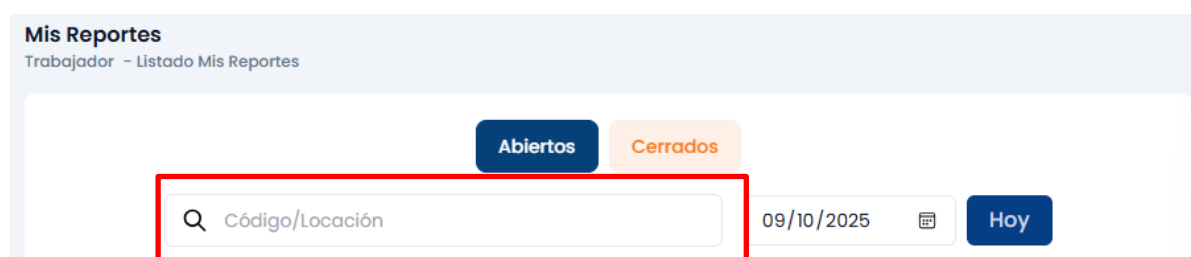 Mis Reportes
Trabajador - Listado Mis Reportes
Abiertos Cerrados
Código/Locación 09/10/2025 Hoy